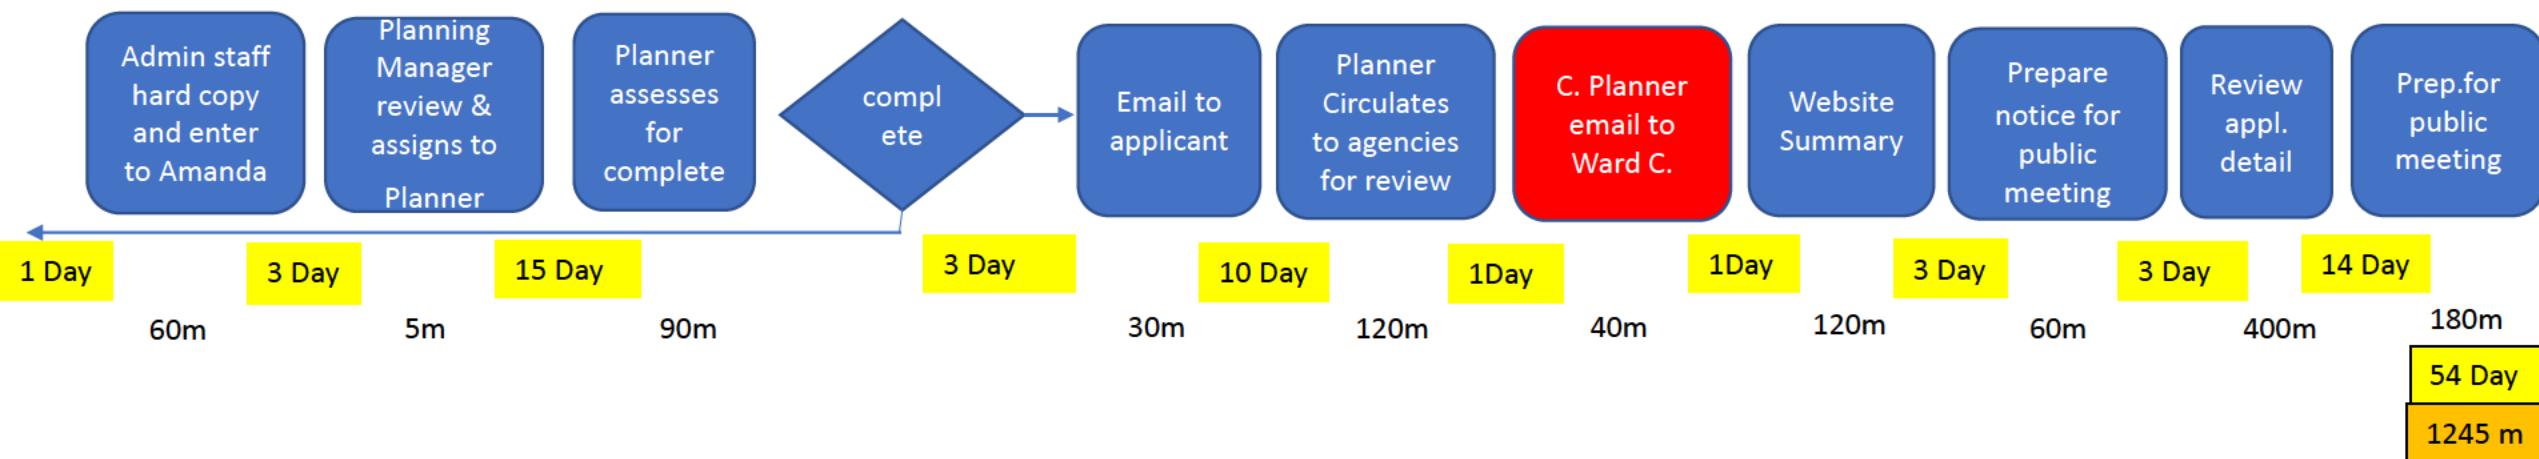 Admin staff
hard copy
and enter
to Amanda
Planning
Manager
review &
assigns to
Planner
Planner
assesses
for
complete
compl
ete
Email to
applicant
Planner
Circulates
to agencies
for review
C. Planner
email to
Ward C.
Website
Summary
Prepare
notice for
public
meeting
Review
appl.
detail
Prep.for
public
meeting
1 Day
3 Day
15 Day
3 Day
10 Day
1Day
1Day
3 Day
3 Day
14 Day
60m
5m
90m
30m
120m
40m
120m
60m
400m
180m
54 Day
1245 m